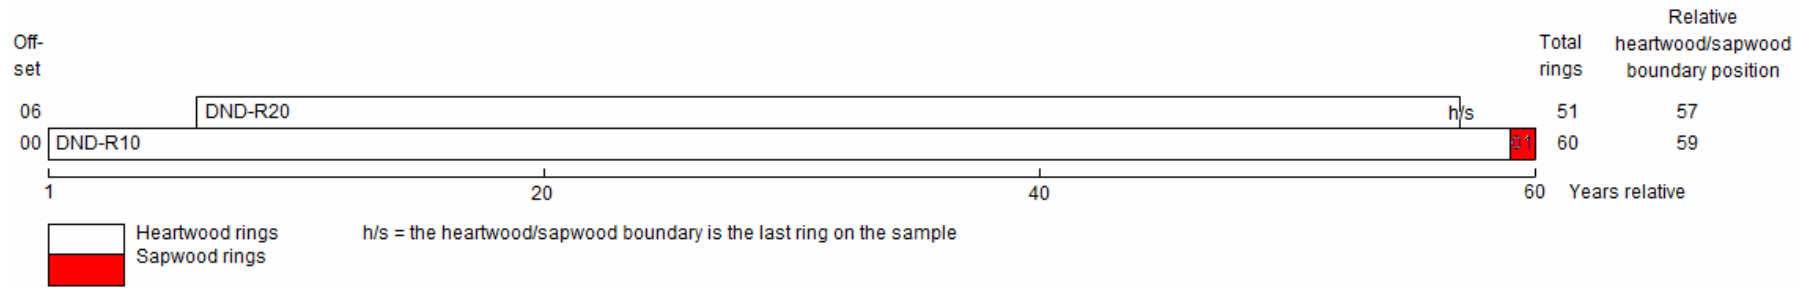 Relative
Off-
Total
heartwood/sapwood
set
rings
boundary position
06 DND-R20 h/s 51 57
00 DND-R10 01 60 59
1 20 40 60 Years relative
Heartwood rings h/s = the heartwood/sapwood boundary is the last ring on the sample
Sapwood rings